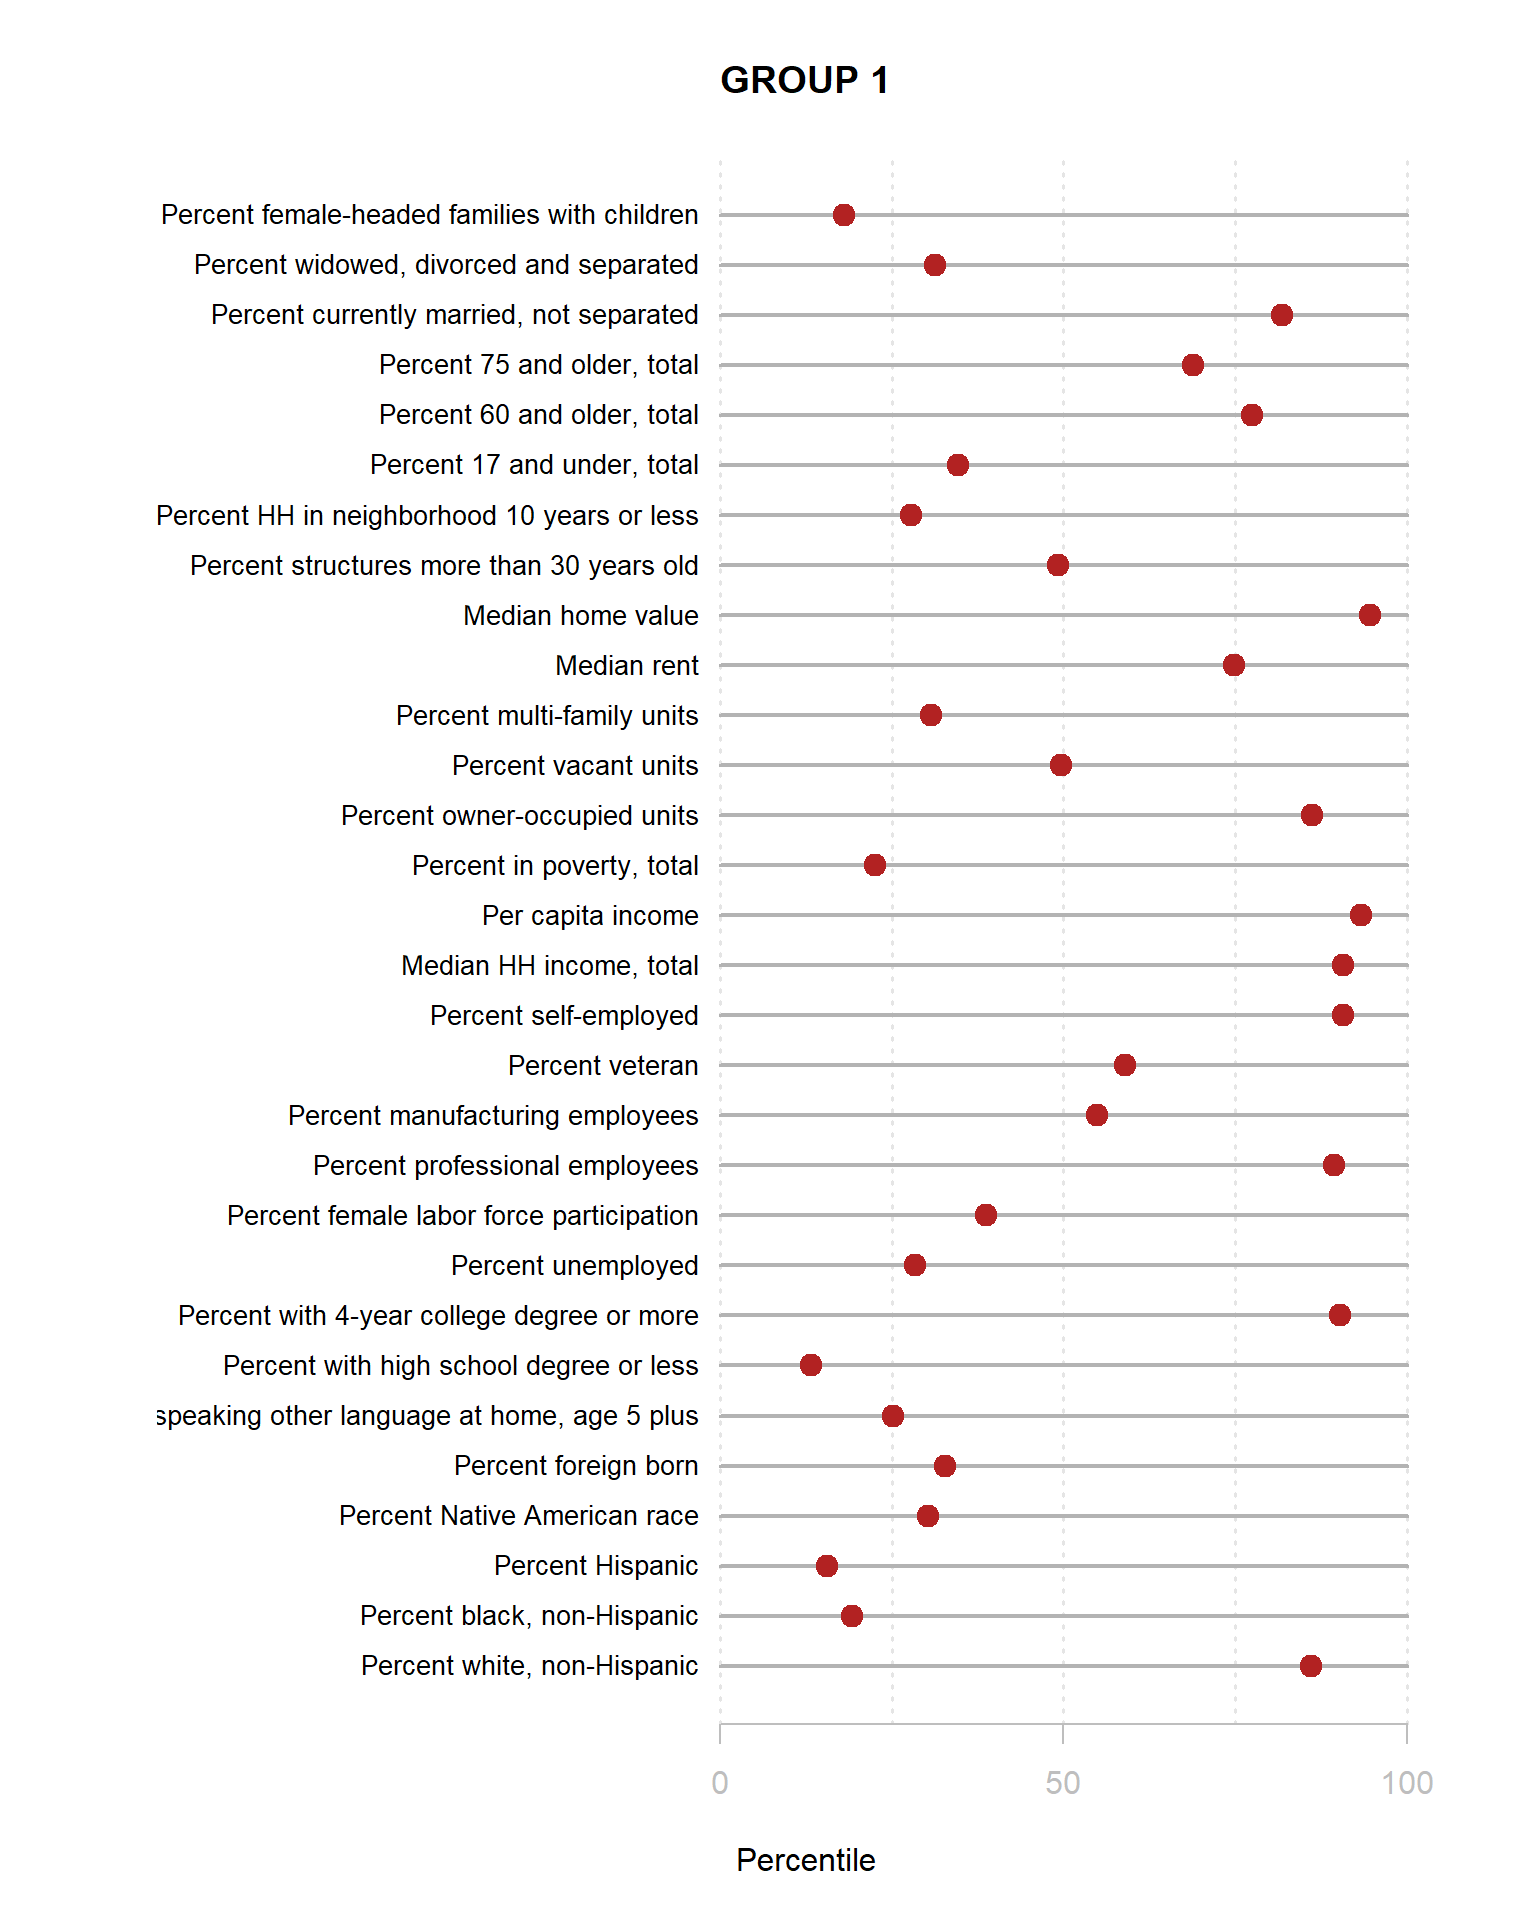 GROUP 1
Percent female-headed families with children
Percent widowed, divorced and separated
Percent currently married, not separated
Percent 75 and older, total
Percent 60 and older, total
Percent 17 and under, total
Percent HH in neighborhood 10 years or less
Percent structures more than 30 years old
Median home value
Median rent
Percent multi-family units
Percent vacant units
Percent owner-occupied units
Percent in poverty, total
Per capita income
Median HH income, total
Percent self-employed
Percent veteran
Percent manufacturing employees
Percent professional employees
Percent female labor force participation
Percent unemployed
Percent with 4-year college degree or more
Percent with high school degree or less
speaking other language at home, age 5 plus
Percent foreign born
Percent Native American race
Percent Hispanic
Percent black, non-Hispanic
Percent white, non-Hispanic
0 50 100
Percentile